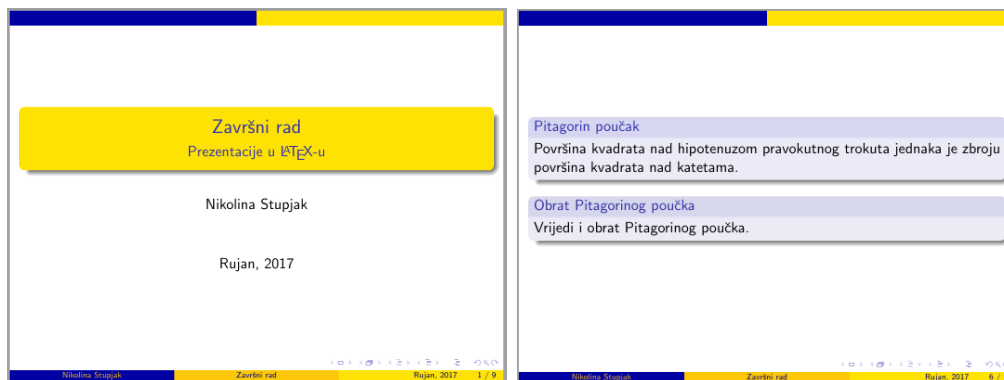 Završni rad
Prezentacije u LATEX-u
Nikolina Stupjak
Rujan, 2017
Nikolina Stupjak Završni rad Rujan, 2017 1 / 9
Pitagorin poučak
Površina kvadrata nad hipotenuzom pravokutnog trokuta jednaka je zbroju
površina kvadrata nad katetama.
Obrat Pitagorinog poučka
Vrijedi i obrat Pitagorinog poučka.
Nikolina Stupjak Završni rad Rujan, 2017 6 /